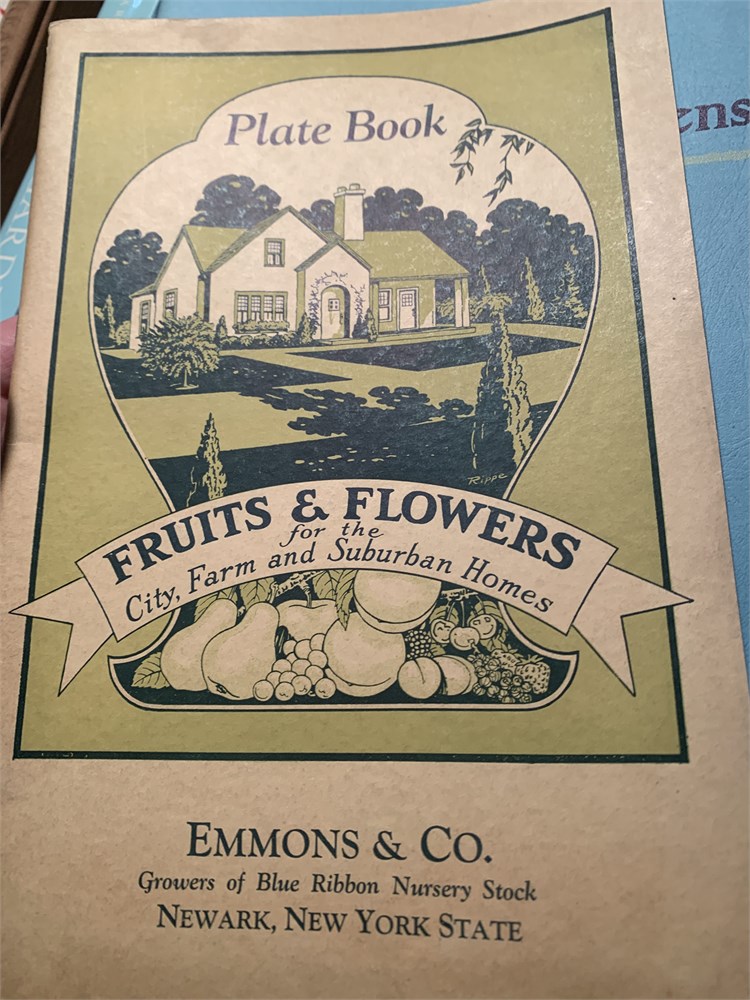 Plate Book
Rippe
FRUITS & FLOWERS
for the
City, Farm and Suburban Homes
EMMONS & CO.
Growers of Blue Ribbon Nursery Stock
NEWARK, NEW YORK STATE